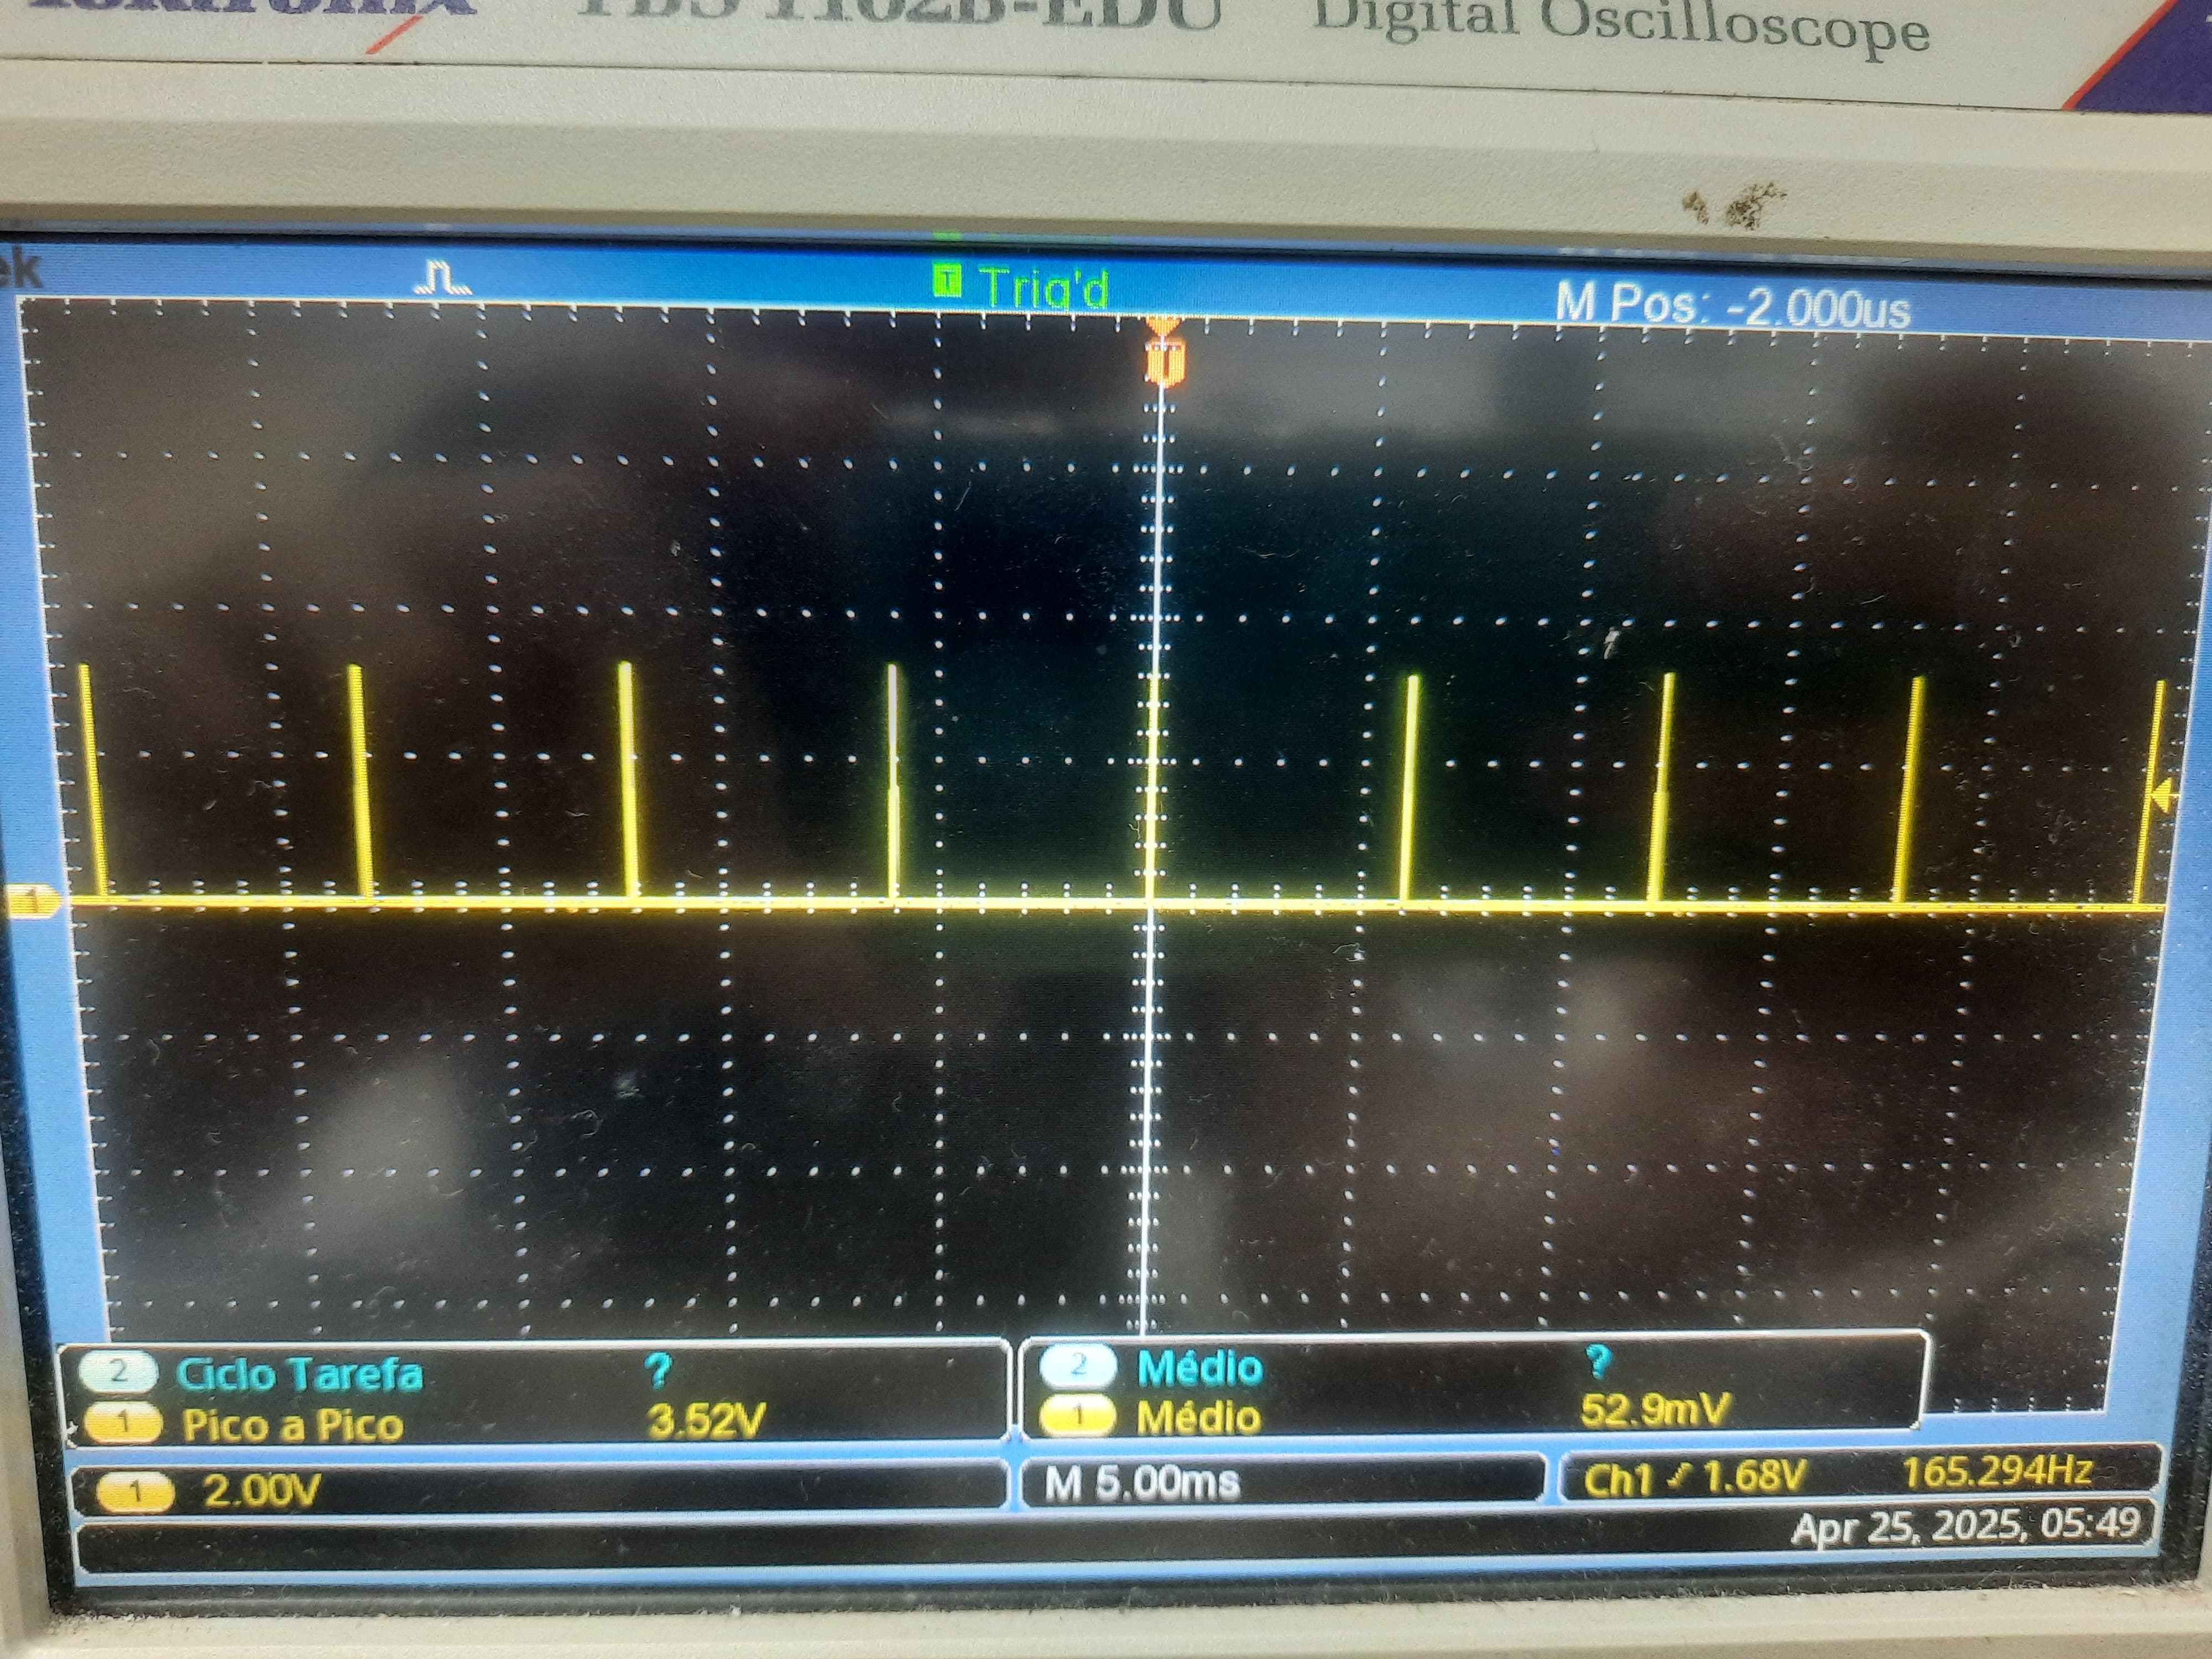 Tektronix TBS 1102B-EDU Digital Oscilloscope
ek T Trig'd M Pos: -2.000us
T
1
2 Ciclo Tarefa ? 2 Médio ?
1 Pico a Pico 3.52V 1 Médio 52.9mV
1 2.00V M 5.00ms Ch1 1.68V 165.294Hz
Apr 25, 2025, 05:49